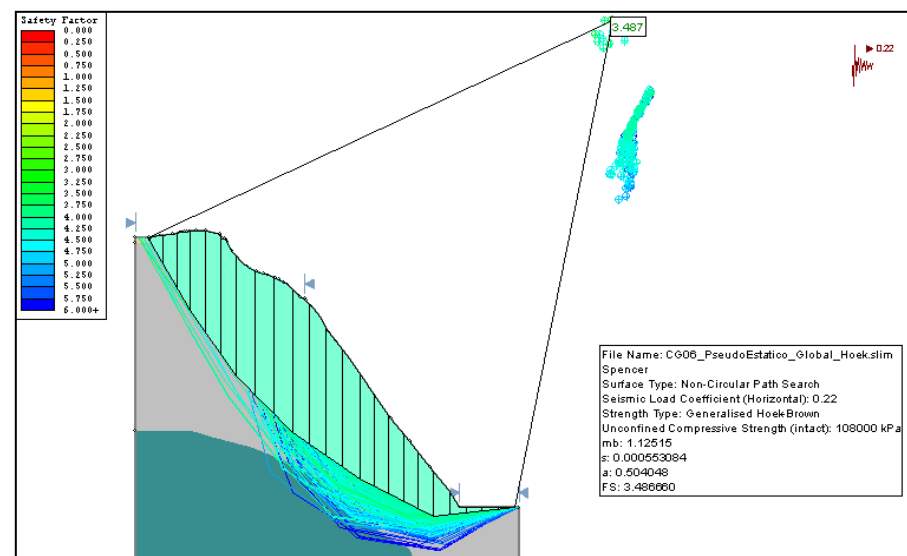 Safety Factor
0.000
0.250
0.500
0.750
1.000
1.250
1.500
1.750
2.000
2.250
2.500
2.750
3.000
3.250
3.500
3.750
4.000
4.250
4.500
4.750
5.000
5.250
5.500
5.750
6.000+
3.487
0.22
File Name: CG06_PseudoEstatico_Global_Hoek.slim
Spencer
Surface Type: Non-Circular Path Search
Seismic Load Coefficient (Horizontal): 0.22
Strength Type: Generalised Hoek-Brown
Unconfined Compressive Strength (intact): 108000 kPa
mb: 1.12515
s: 0.000553084
a: 0.504048
FS: 3.486660